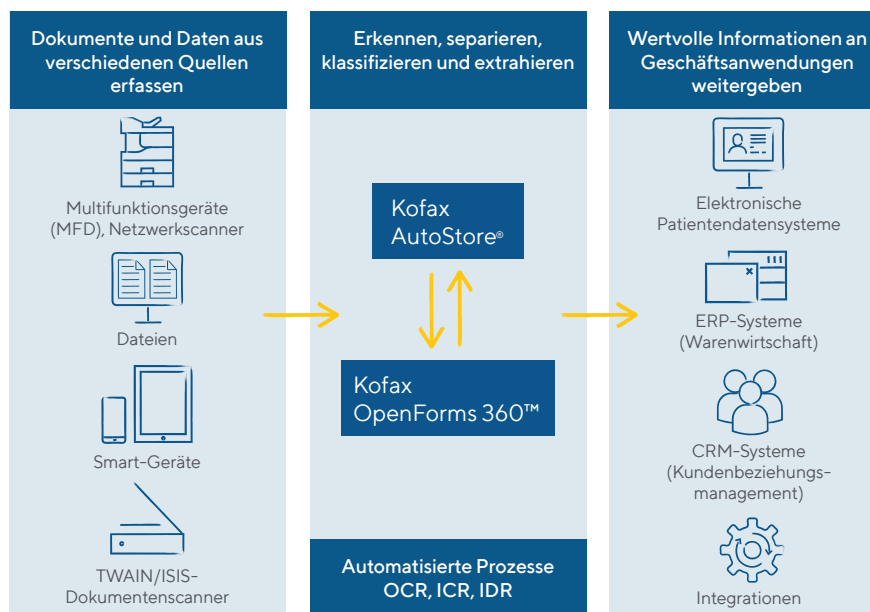 Dokumente und Daten aus
verschiedenen Quellen
erfassen
Multifunktionsgeräte
(MFD), Netzwerkscanner
Dateien
Smart-Geräte
TWAIN/ISIS-
Dokumentenscanner
Erkennen, separieren,
klassifizieren und extrahieren
Kofax
AutoStore®
Kofax
OpenForms 360™
Automatisierte Prozesse
OCR, ICR, IDR
Wertvolle Informationen an
Geschäftsanwendungen
weitergeben
Elektronische
Patientendatensysteme
ERP-Systeme
(Warenwirtschaft)
CRM-Systeme
(Kundenbeziehungs-
management)
Integrationen